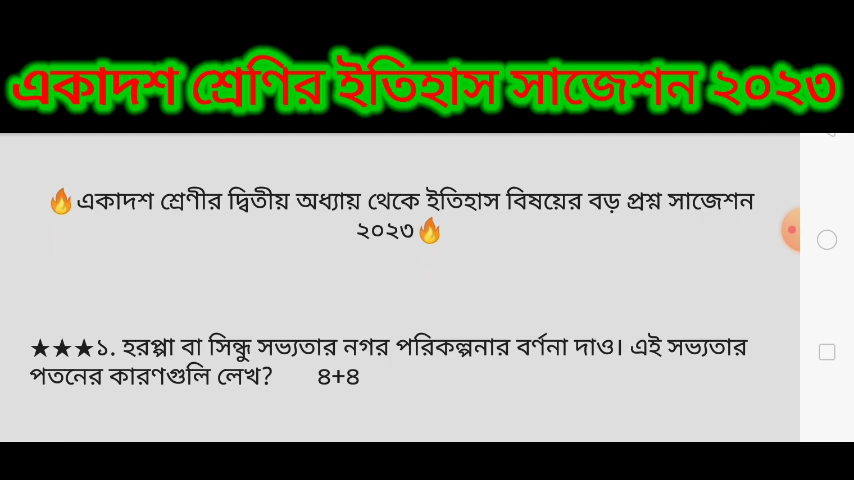 একাদশ শ্রেণির ইতিহাস সাজেশন ২০২৩
🔥একাদশ শ্রেণীর দ্বিতীয় অধ্যায় থেকে ইতিহাস বিষয়ের বড় প্রশ্ন সাজেশন
২০২৩🔥
★★★১. হরপ্পা বা সিন্ধু সভ্যতার নগর পরিকল্পনার বর্ণনা দাও। এই সভ্যতার
পতনের কারণগুলি লেখ? ৪+৪